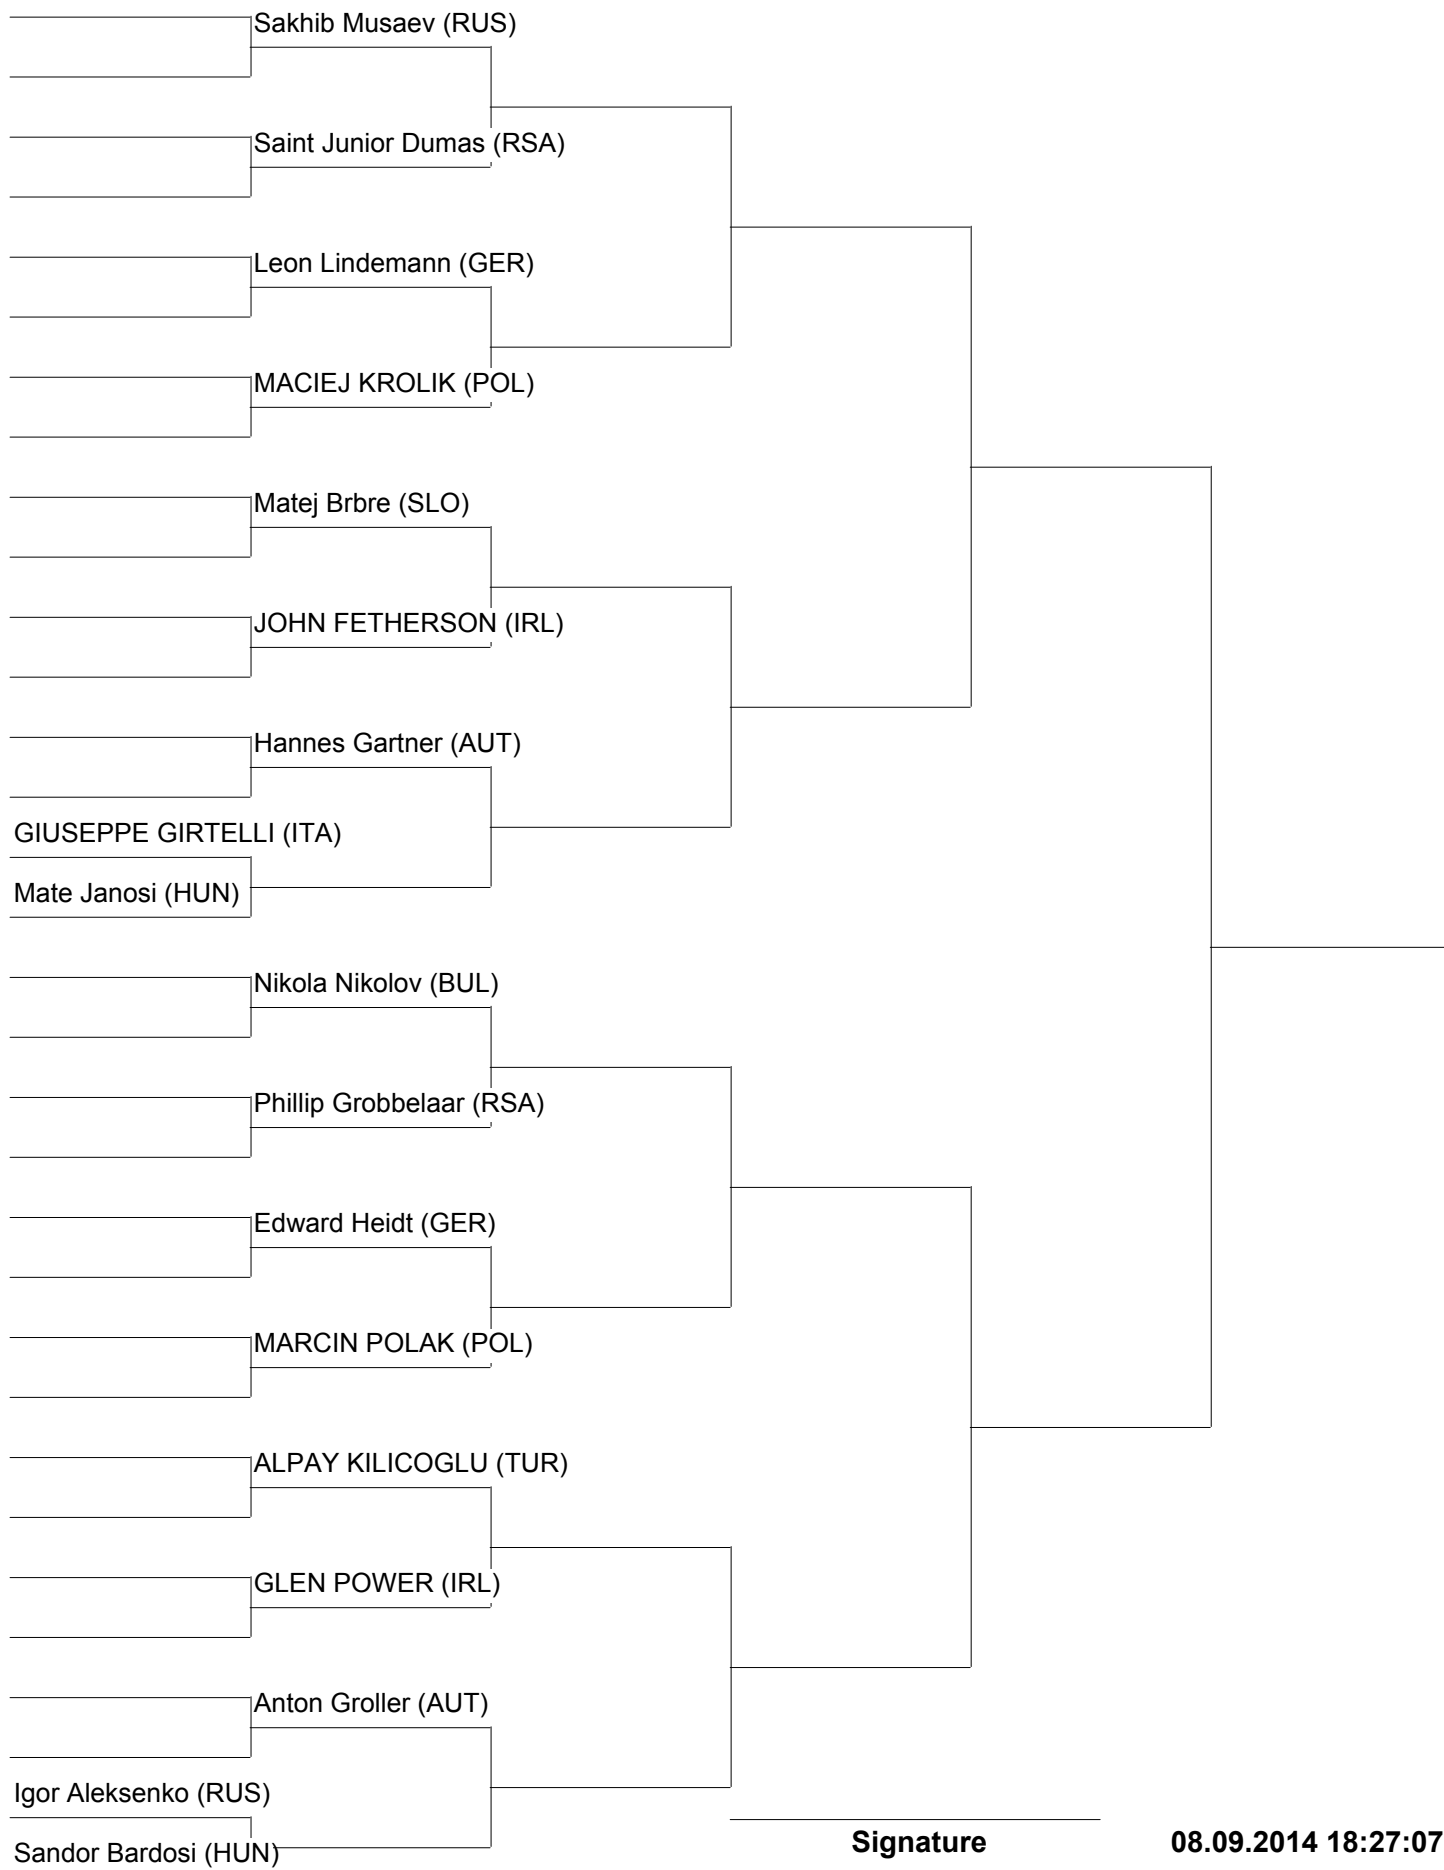 Sakhib Musaev (RUS)
Saint Junior Dumas (RSA)
Leon Lindemann (GER)
MACIEJ KROLIK (POL)
Matej Brbre (SLO)
JOHN FETHERSON (IRL)
Hannes Gartner (AUT)
GIUSEPPE GIRTELLI (ITA)
Mate Janosi (HUN)
Nikola Nikolov (BUL)
Phillip Grobbelaar (RSA)
Edward Heidt (GER)
MARCIN POLAK (POL)
ALPAY KILICOGLU (TUR)
GLEN POWER (IRL)
Anton Groller (AUT)
Igor Aleksenko (RUS)
Sandor Bardosi (HUN)
Signature 08.09.2014 18:27:07